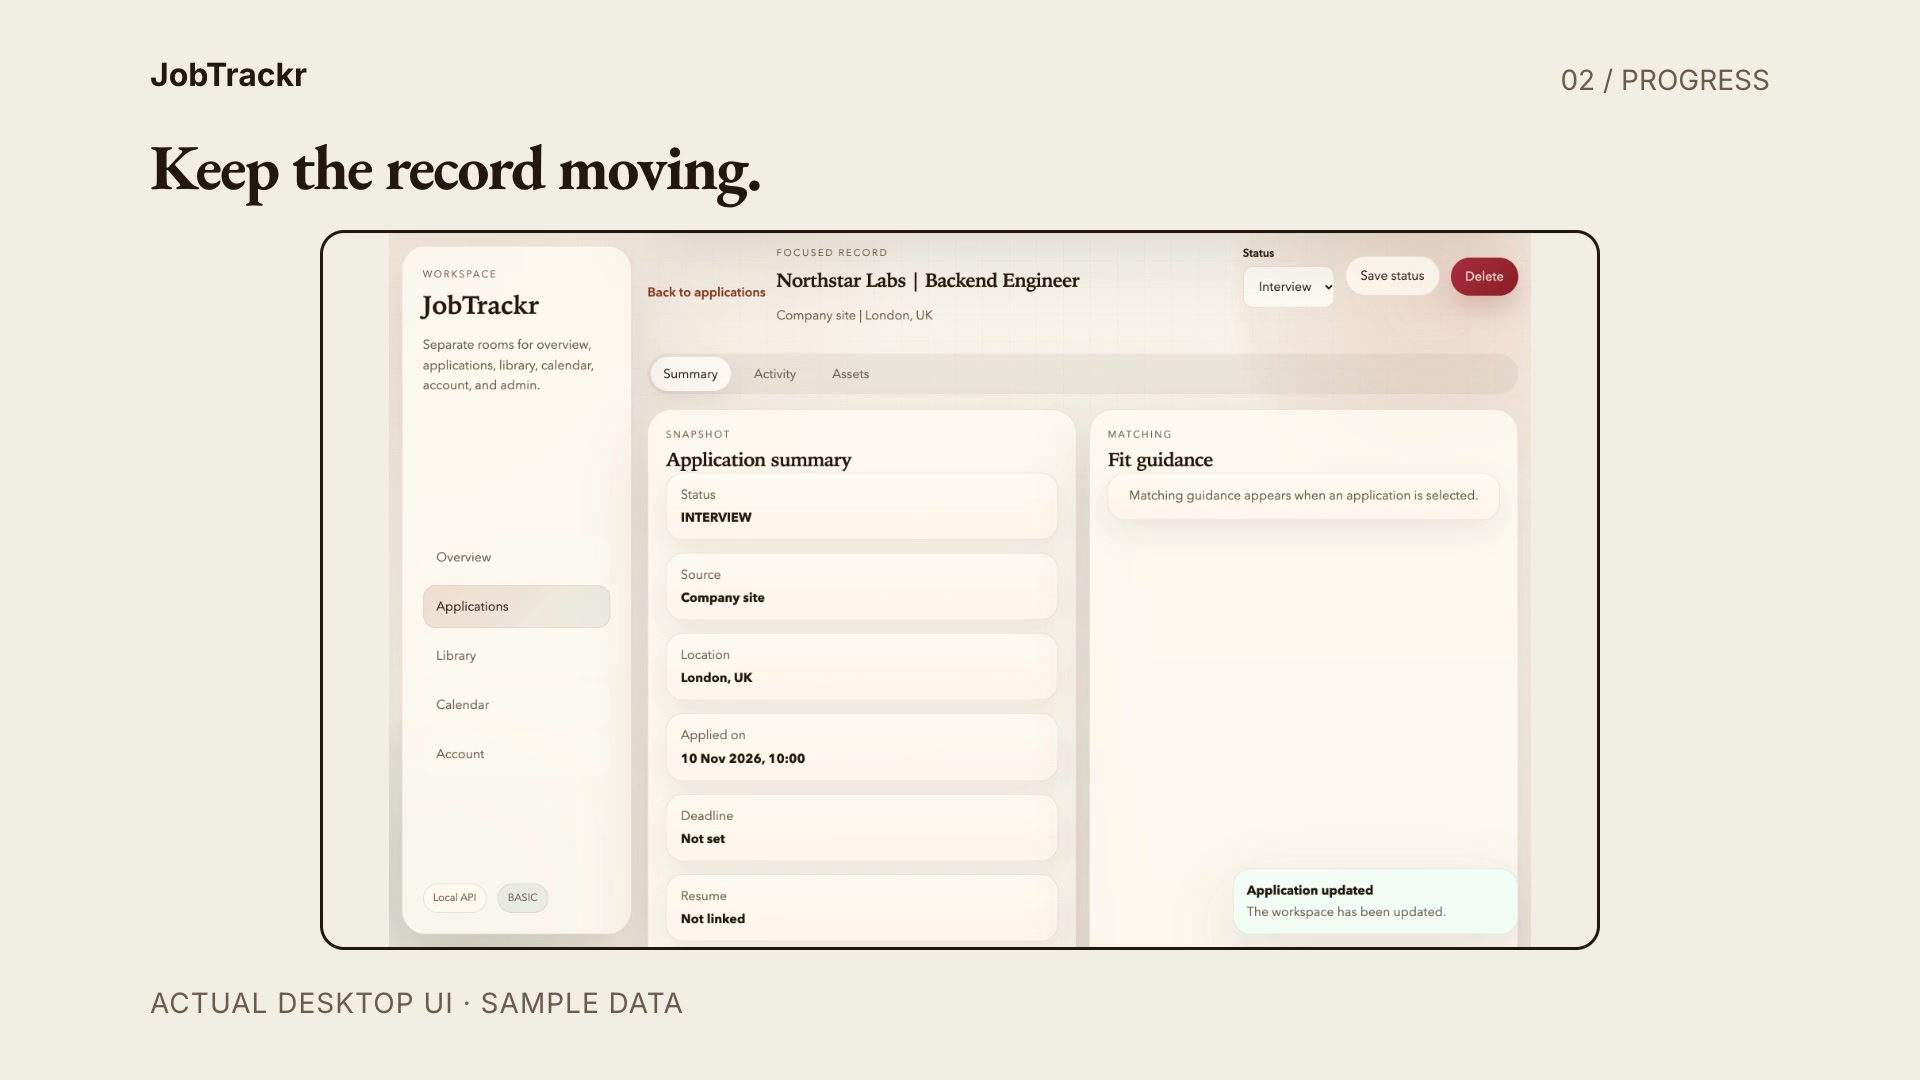 JobTrackr
02 / PROGRESS
Keep the record moving.
WORKSPACE
JobTrackr
Separate rooms for overview,
applications, library, calendar,
account, and admin.
Overview
Applications
Library
Calendar
Account
Local API
BASIC
Back to applications
FOCUSED RECORD
Northstar Labs | Backend Engineer
Company site | London, UK
Status
Interview
Save status
Delete
Summary
Activity
Assets
SNAPSHOT
Application summary
Status
INTERVIEW
Source
Company site
Location
London, UK
Applied on
10 Nov 2026, 10:00
Deadline
Not set
Resume
Not linked
MATCHING
Fit guidance
Matching guidance appears when an application is selected.
Application updated
The workspace has been updated.
ACTUAL DESKTOP UI · SAMPLE DATA